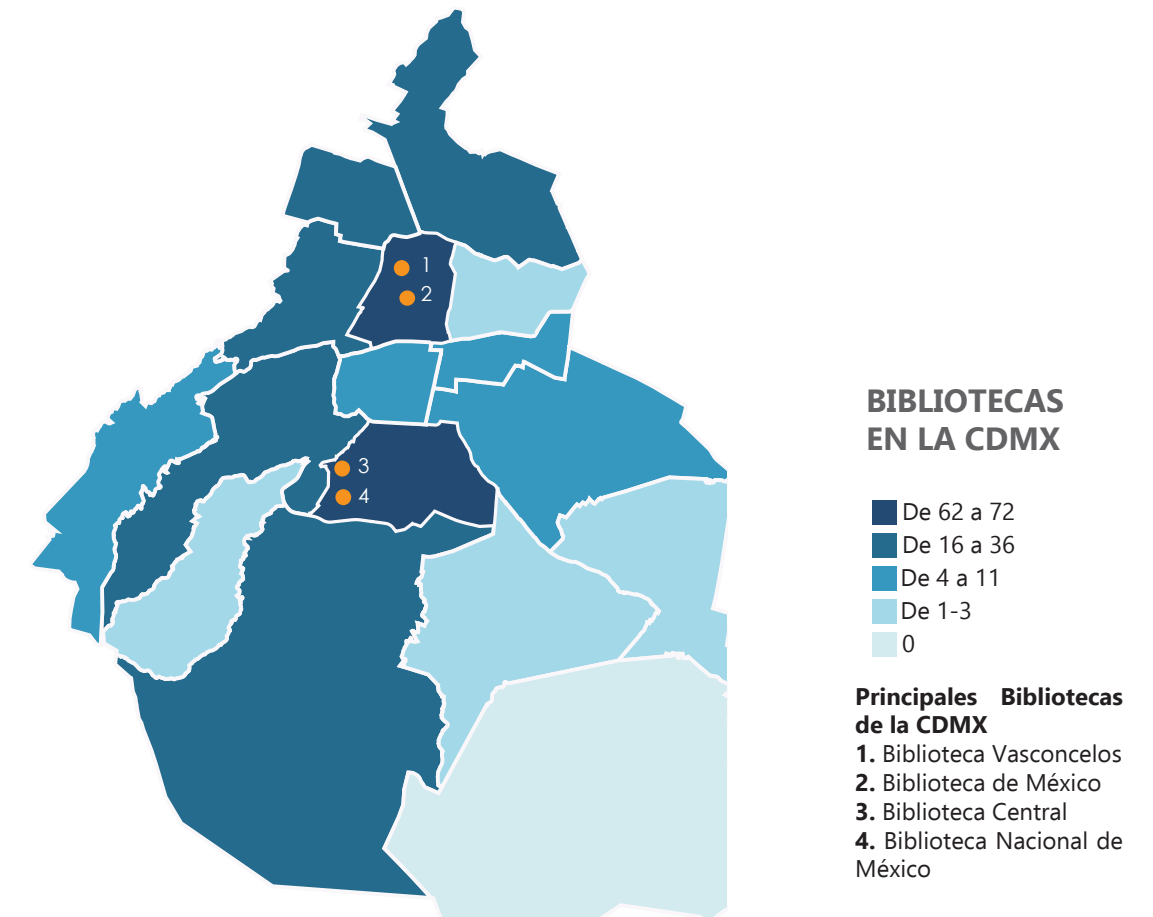 1
2
3
4
BIBLIOTECAS
EN LA CDMX
De 62 a 72
De 16 a 36
De 4 a 11
De 1-3
0
Principales Bibliotecas
de la CDMX
1. Biblioteca Vasconcelos
2. Biblioteca de México
3. Biblioteca Central
4. Biblioteca Nacional de
México